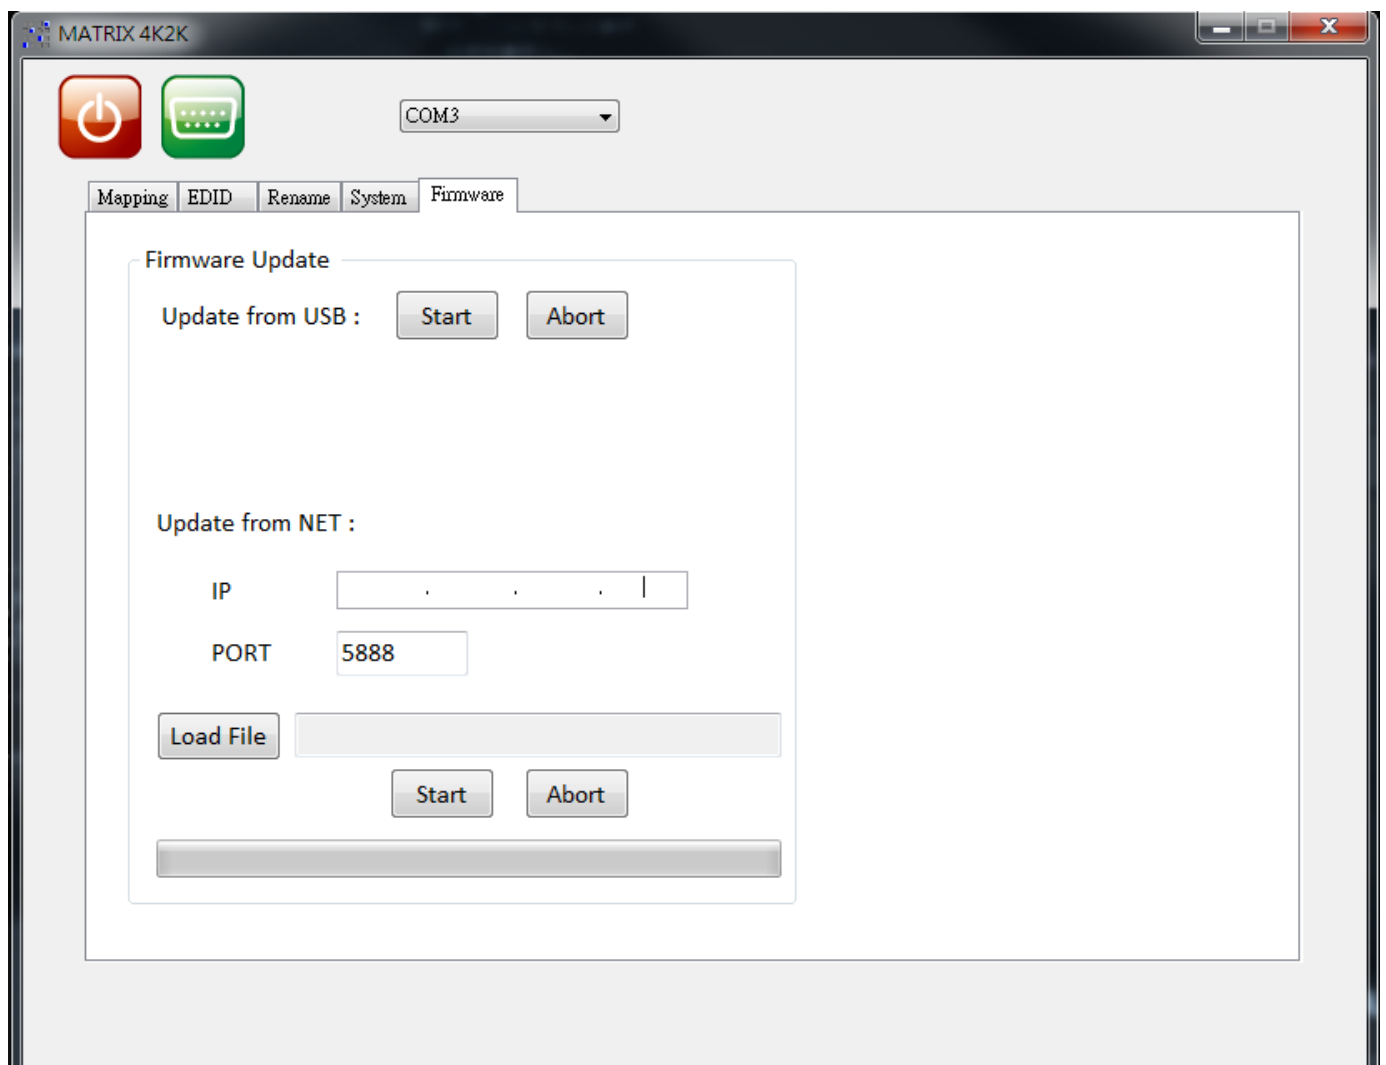 MATRIX 4K2K
COM3
Mapping EDID Rename System Firmware
Firmware Update
Update from USB : Start Abort
Update from NET :
IP . . .
PORT 5888
Load File
Start Abort